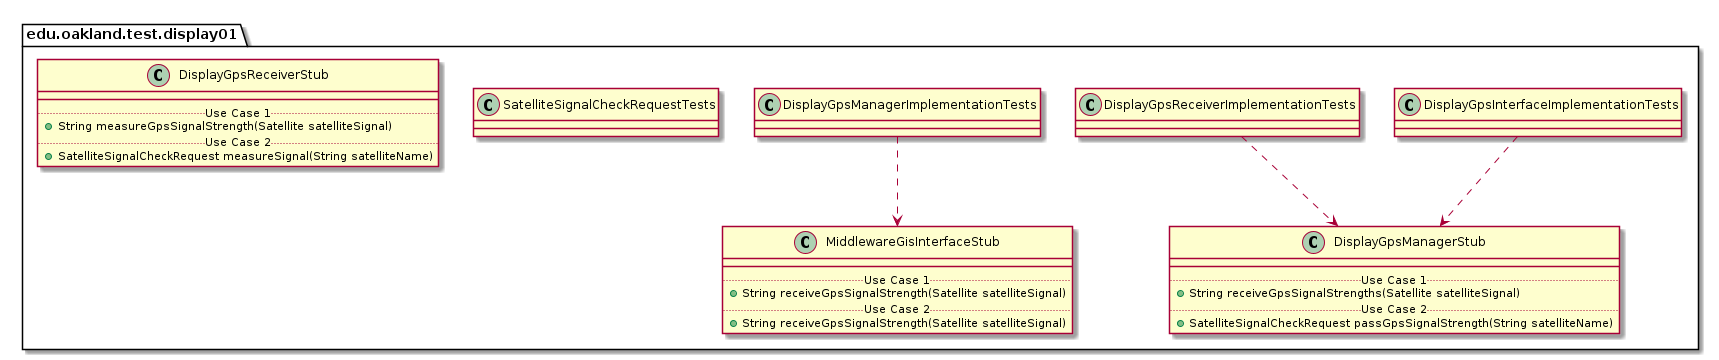 edu.oakland.test.display01
C DisplayGpsReceiverStub
Use Case 1
String measureGpsSignalStrength(Satellite satelliteSignal)
Use Case 2
SatelliteSignalCheckRequest measureSignal(String satelliteName)
C SatelliteSignalCheckRequestTests
C DisplayGpsManagerImplementationTests
C DisplayGpsReceiverImplementationTests
C DisplayGpsInterfaceImplementationTests
C MiddlewareGisInterfaceStub
Use Case 1
String receiveGpsSignalStrength(Satellite satelliteSignal)
Use Case 2
String receiveGpsSignalStrength(Satellite satelliteSignal)
C DisplayGpsManagerStub
Use Case 1
String receiveGpsSignalStrengths(Satellite satelliteSignal)
Use Case 2
SatelliteSignalCheckRequest passGpsSignalStrength(String satelliteName)